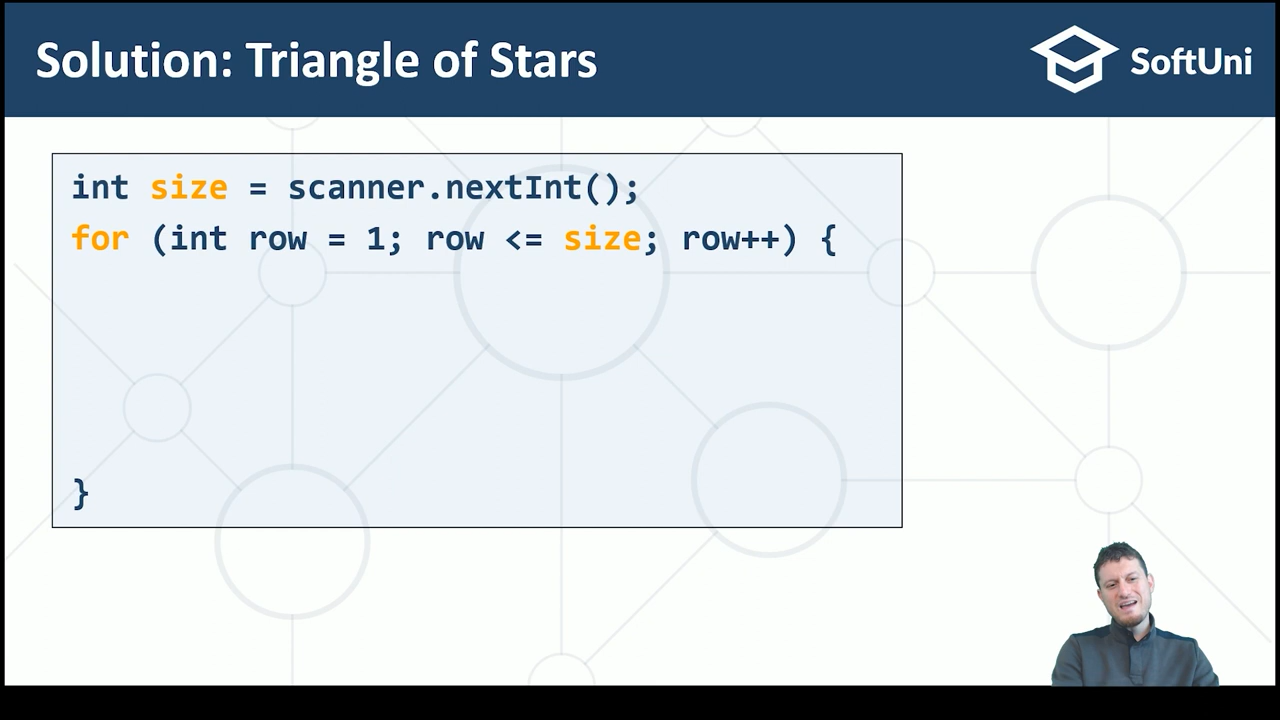 Solution: Triangle of Stars
SoftUni
int size = scanner.nextInt();
for (int row = 1; row <= size; row++) {
}